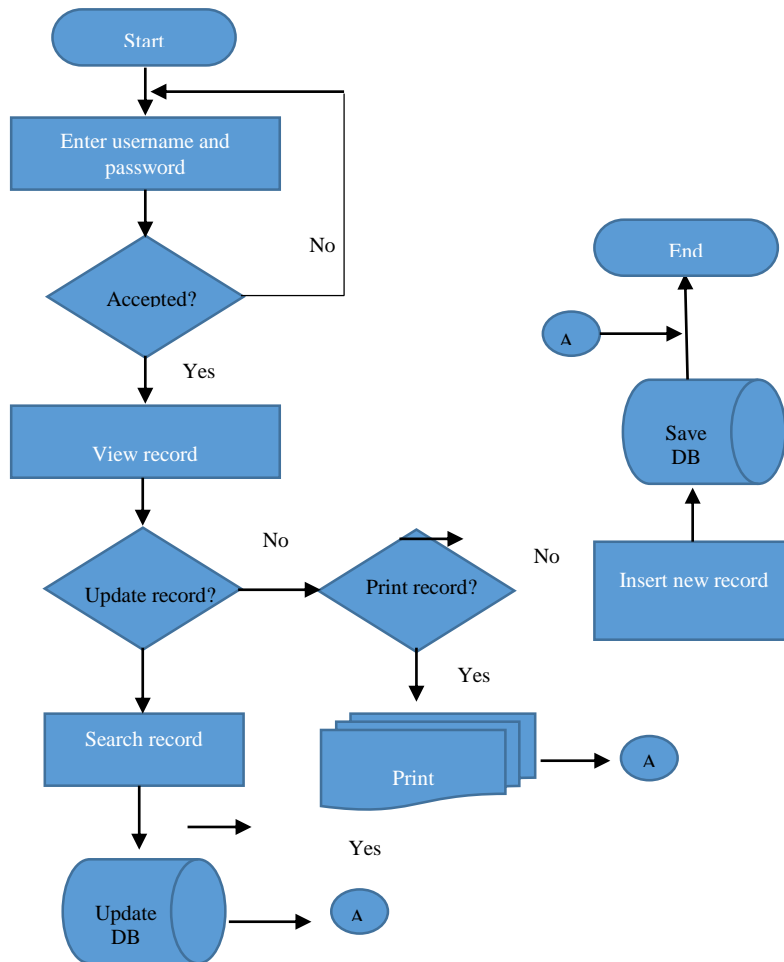 Start
Enter username and
password
No
Accepted?
Yes
View record
No
Update record?
Print record?
No
Yes
Search record
Print
A
Yes
Update
DB
A
End
A
Save
DB
Insert new record